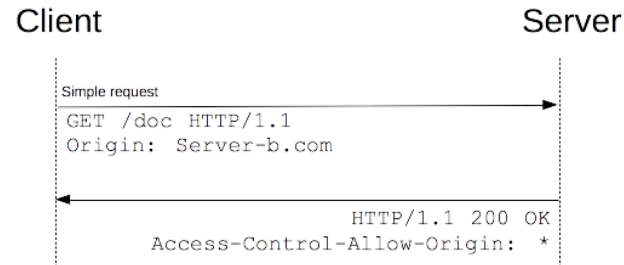 Client
Server
Simple request
GET /doc HTTP/1.1
Origin: Server-b.com
HTTP/1.1 200 OK
Access-Control-Allow-Origin: *